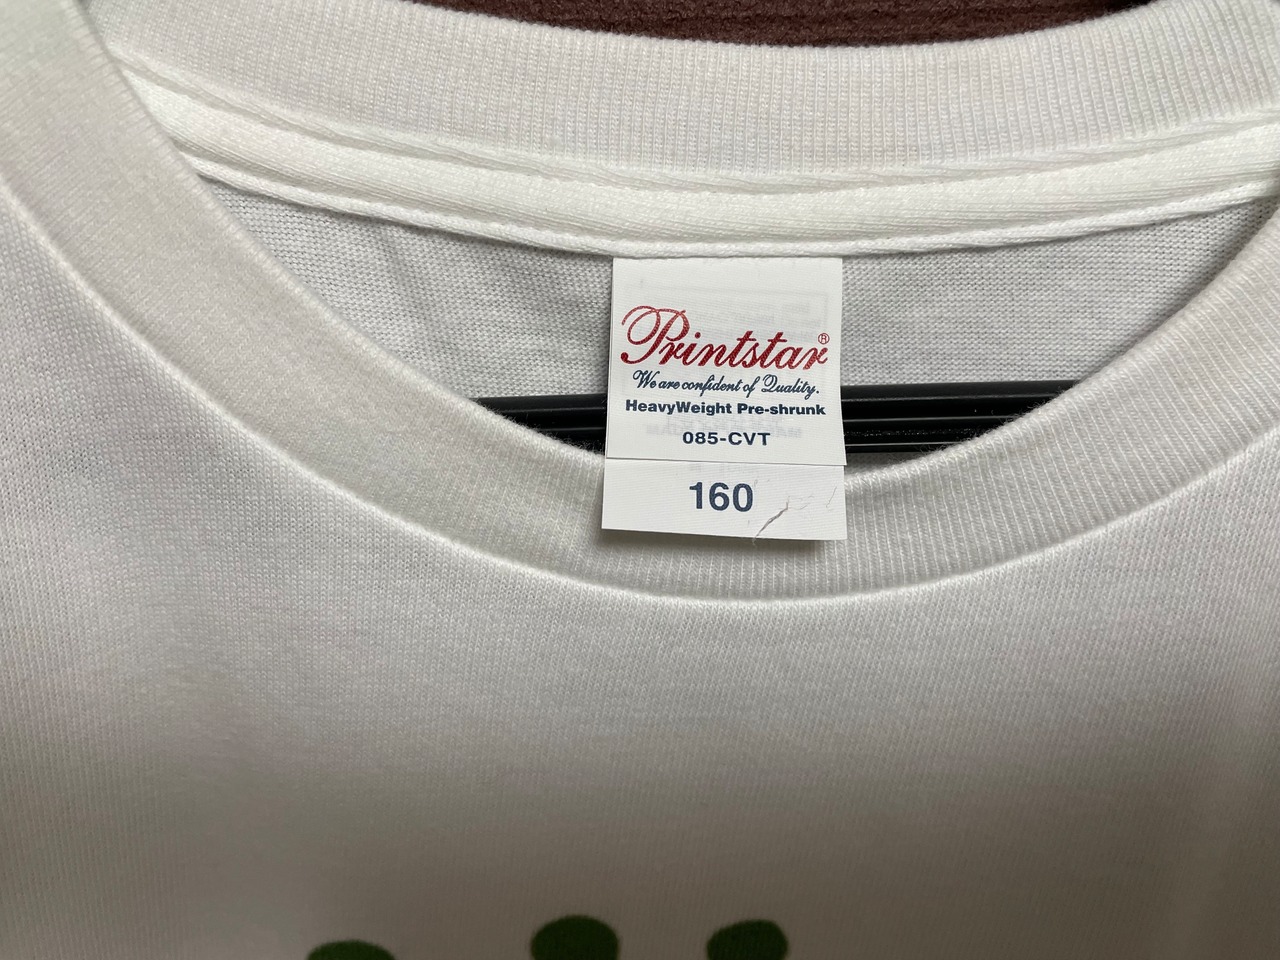 Printstar®
We are confident of Quality.
HeavyWeight Pre-shrunk
085-CVT
160